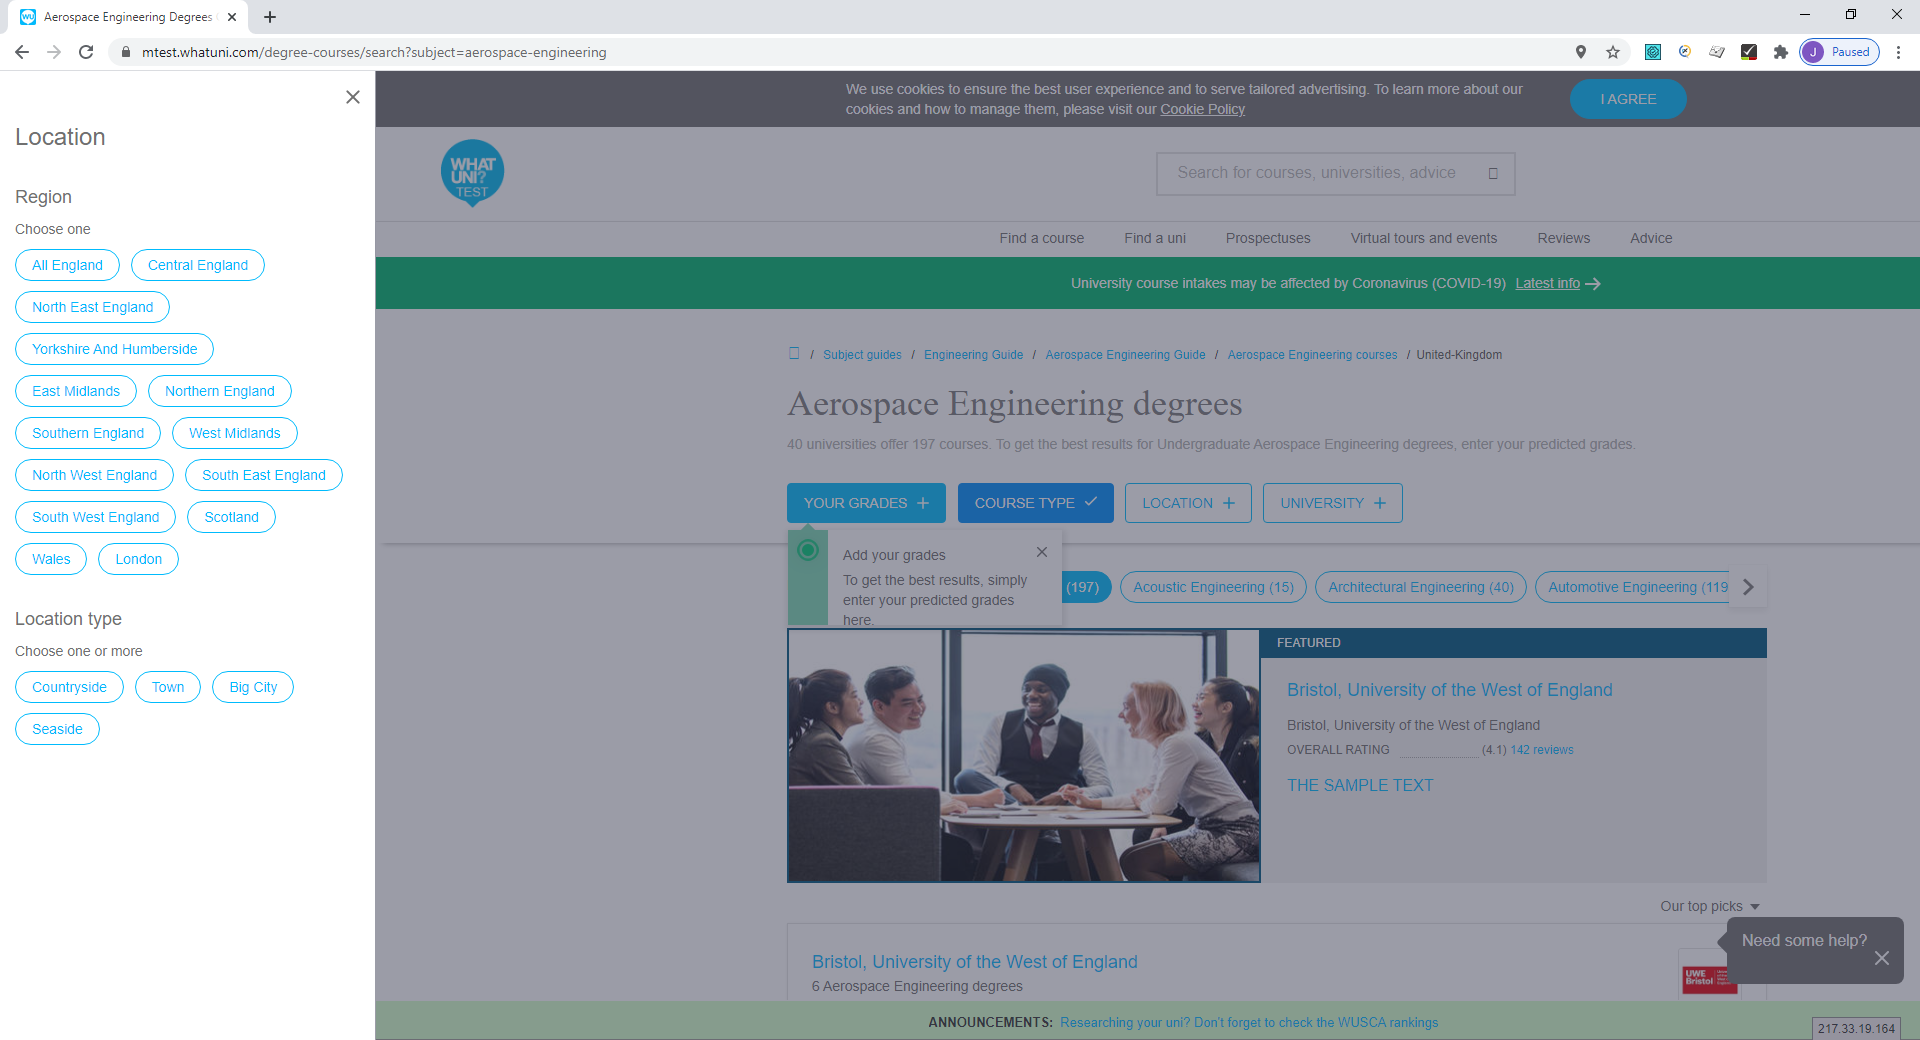 Aerospace Engineering Degrees
mtest.whatuni.com/degree-courses/search?subject=aerospace-engineering
J Paused
Location
Region
Choose one
All England
Central England
North East England
Yorkshire And Humberside
East Midlands
Northern England
Southern England
West Midlands
North West England
South East England
South West England
Scotland
Wales
London
Location type
Choose one or more
Countryside
Town
Big City
Seaside
We use cookies to ensure the best user experience and to serve tailored advertising. To learn more about our
cookies and how to manage them, please visit our Cookie Policy
I AGREE
WHAT
UNI?
TEST
Search for courses, universities, advice
Find a course
Find a uni
Prospectuses
Virtual tours and events
Reviews
Advice
University course intakes may be affected by Coronavirus (COVID-19) Latest info
/ Subject guides / Engineering Guide / Aerospace Engineering Guide / Aerospace Engineering courses / United-Kingdom
Aerospace Engineering degrees
40 universities offer 197 courses. To get the best results for Undergraduate Aerospace Engineering degrees, enter your predicted grades.
YOUR GRADES
COURSE TYPE
LOCATION
UNIVERSITY
Add your grades
To get the best results, simply
enter your predicted grades
here.
(197)
Acoustic Engineering (15)
Architectural Engineering (40)
Automotive Engineering (119
FEATURED
Bristol, University of the West of England
Bristol, University of the West of England
OVERALL RATING (4.1) 142 reviews
THE SAMPLE TEXT
Our top picks
Need some help?
Bristol, University of the West of England
6 Aerospace Engineering degrees
UWE
Bristol
ANNOUNCEMENTS: Researching your uni? Don't forget to check the WUSCA rankings
217.33.19.164